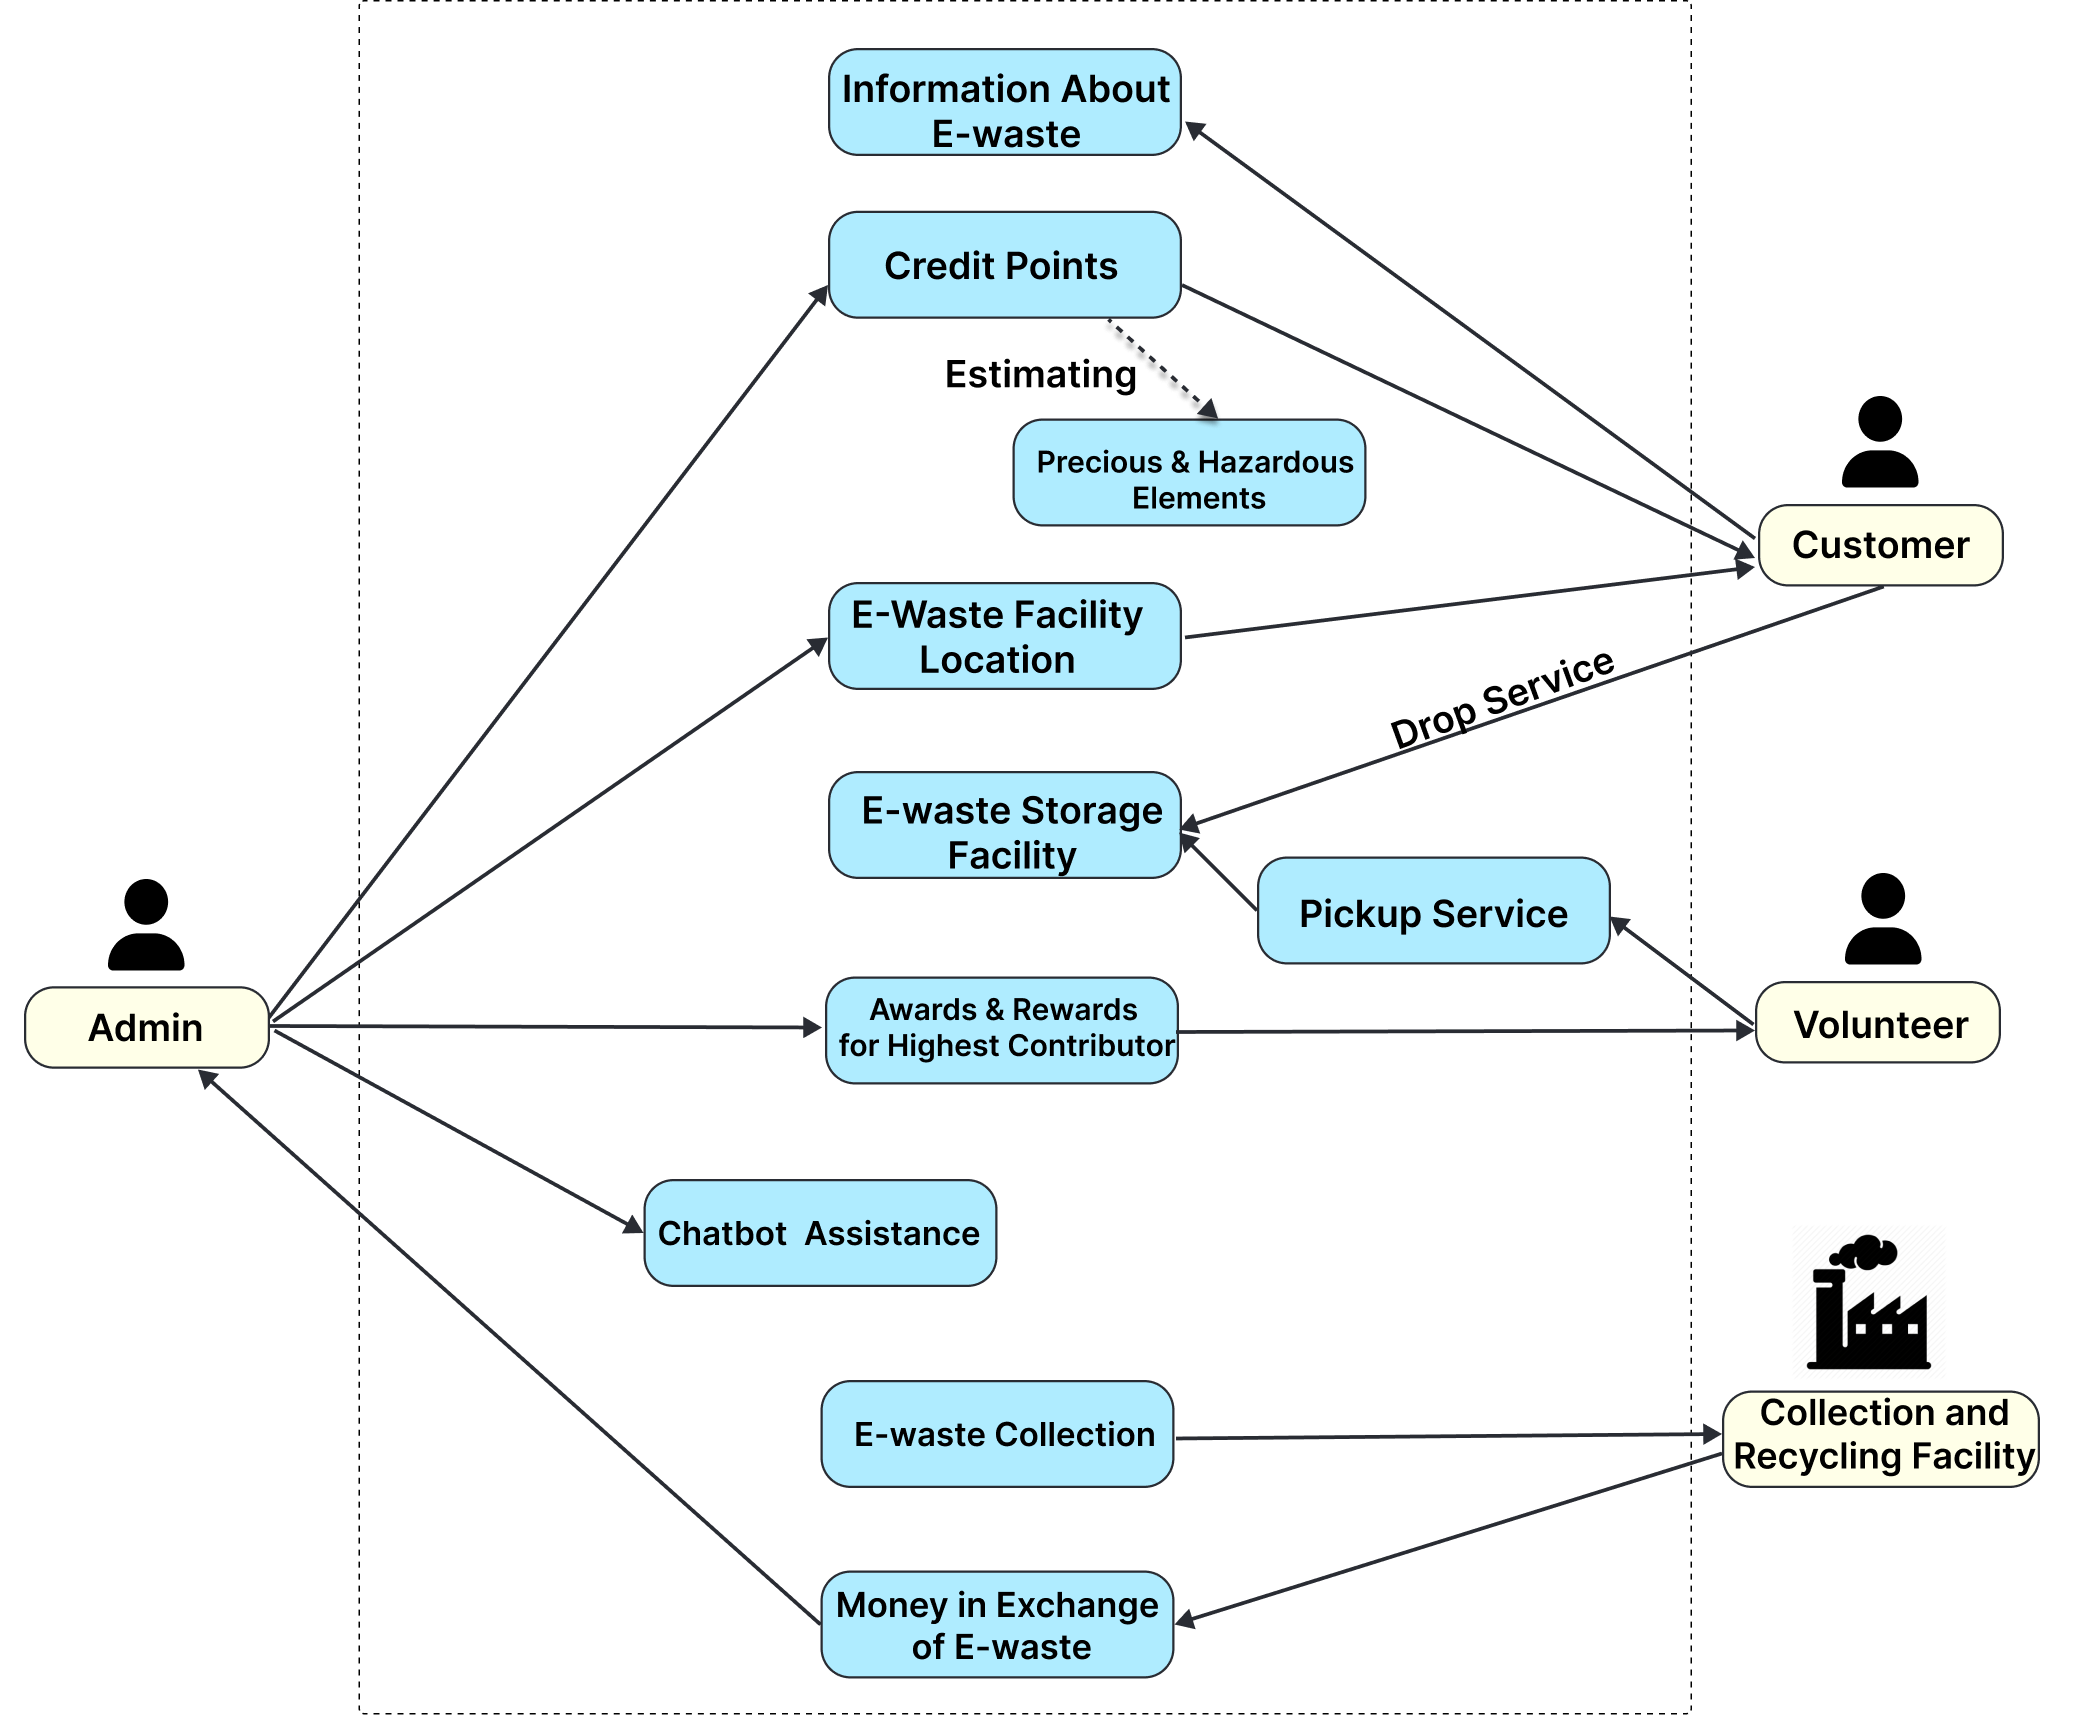 Information About
E-waste
Credit Points
Estimating
Precious & Hazardous
Elements
Customer
E-Waste Facility
Location
Drop Service
E-waste Storage
Facility
Pickup Service
Admin
Awards & Rewards
for Highest Contributor
Volunteer
Chatbot  Assistance
E-waste Collection
Collection and
Recycling Facility
Money in Exchange
of E-waste